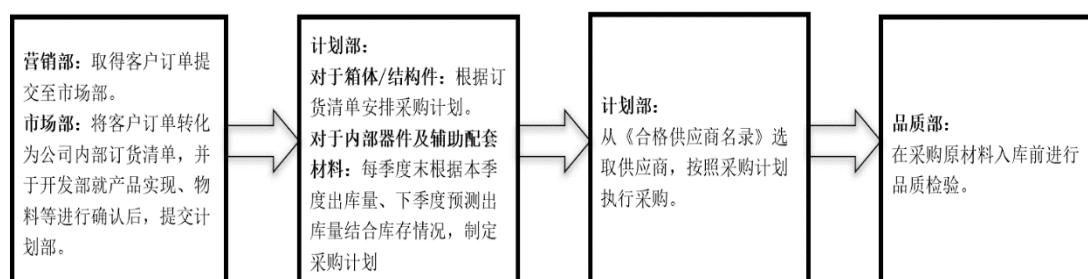 营销部：取得客户订单提
交至市场部。
市场部：将客户订单转化
为公司内部订货清单，并
于开发部就产品实现、物
料等进行确认后，提交计
划部。
计划部：
对于箱体/结构件：根据订
货清单安排采购计划。
对于内部器件及辅助配套
材料：每季度末根据本季
度出库量、下季度预测出
库量结合库存情况，制定
采购计划
计划部：
从《合格供应商名录》选
取供应商，按照采购计划
执行采购。
品质部：
在采购原材料入库前进行
品质检验。